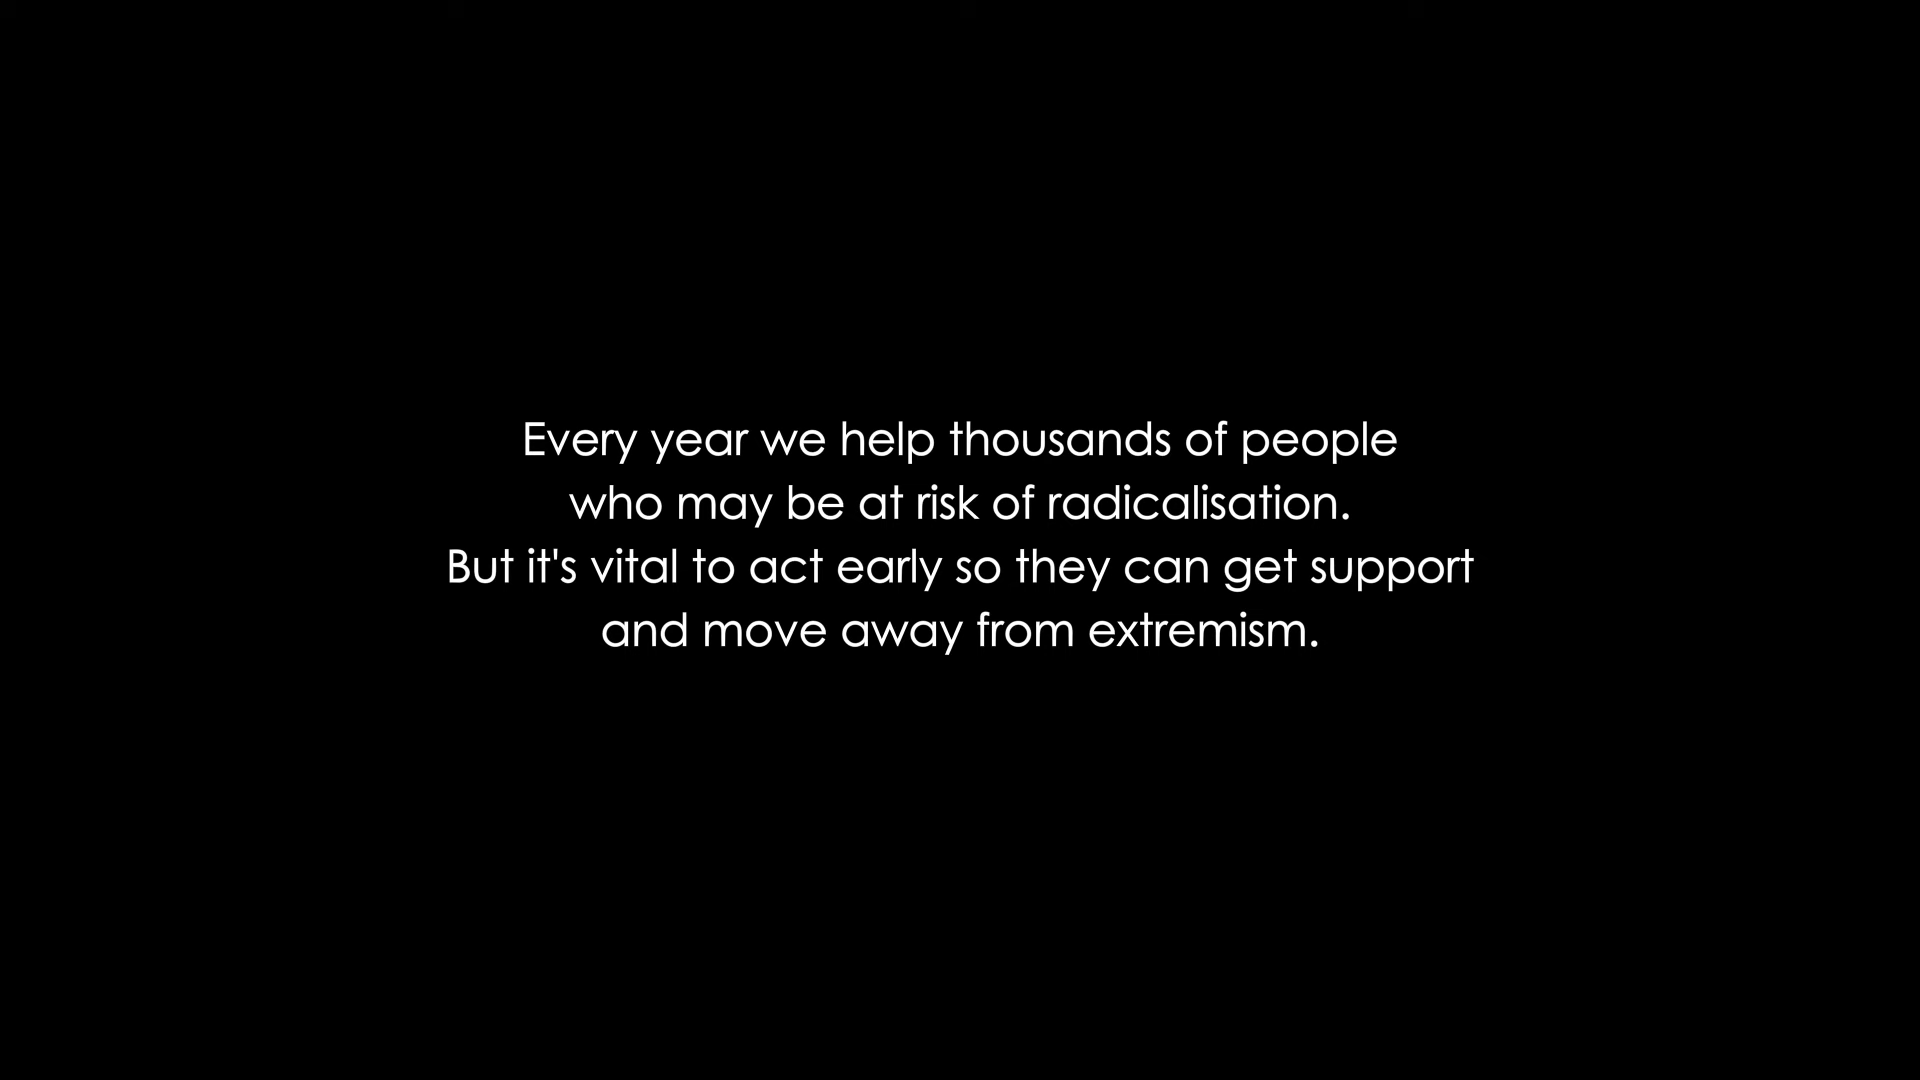 Every year we help thousands of people
who may be at risk of radicalisation.
But it's vital to act early so they can get support
and move away from extremism.